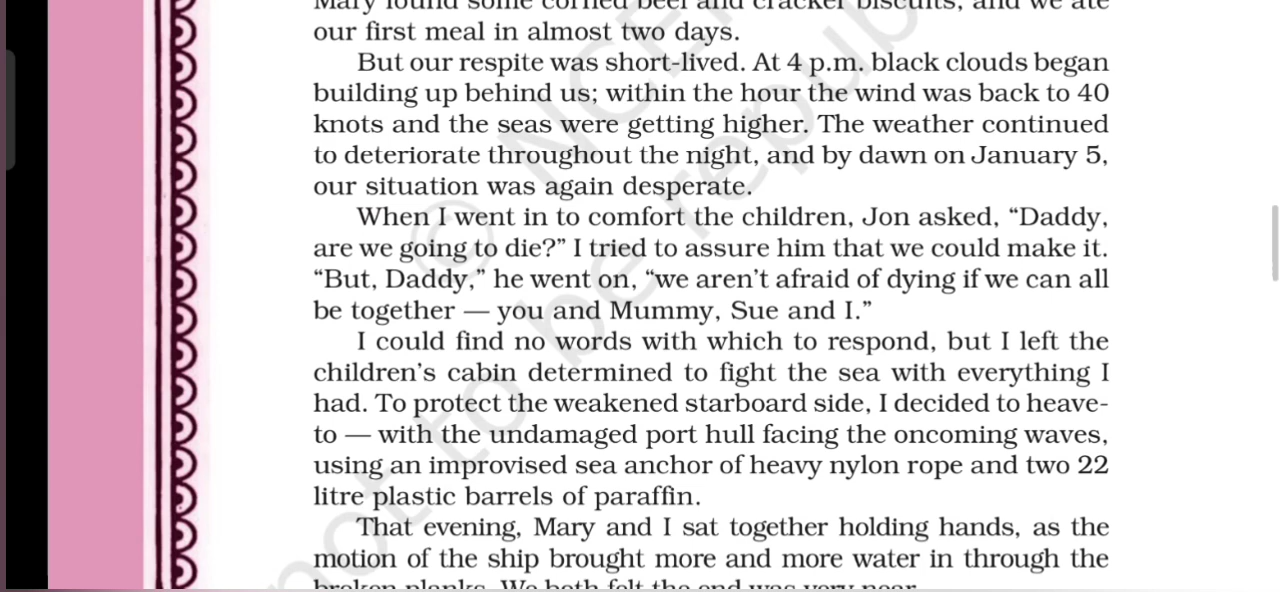 Mary found some corned beef and cracker biscuits, and we ate
our first meal in almost two days.
But our respite was short-lived. At 4 p.m. black clouds began
building up behind us; within the hour the wind was back to 40
knots and the seas were getting higher. The weather continued
to deteriorate throughout the night, and by dawn on January 5,
our situation was again desperate.
When I went in to comfort the children, Jon asked, “Daddy,
are we going to die?” I tried to assure him that we could make it.
“But, Daddy,” he went on, “we aren’t afraid of dying if we can all
be together — you and Mummy, Sue and I.”
I could find no words with which to respond, but I left the
children’s cabin determined to fight the sea with everything I
had. To protect the weakened starboard side, I decided to heave-
to — with the undamaged port hull facing the oncoming waves,
using an improvised sea anchor of heavy nylon rope and two 22
litre plastic barrels of paraffin.
That evening, Mary and I sat together holding hands, as the
motion of the ship brought more and more water in through the
broken planks. We both felt the end was very near.
© NCE
not to be repub